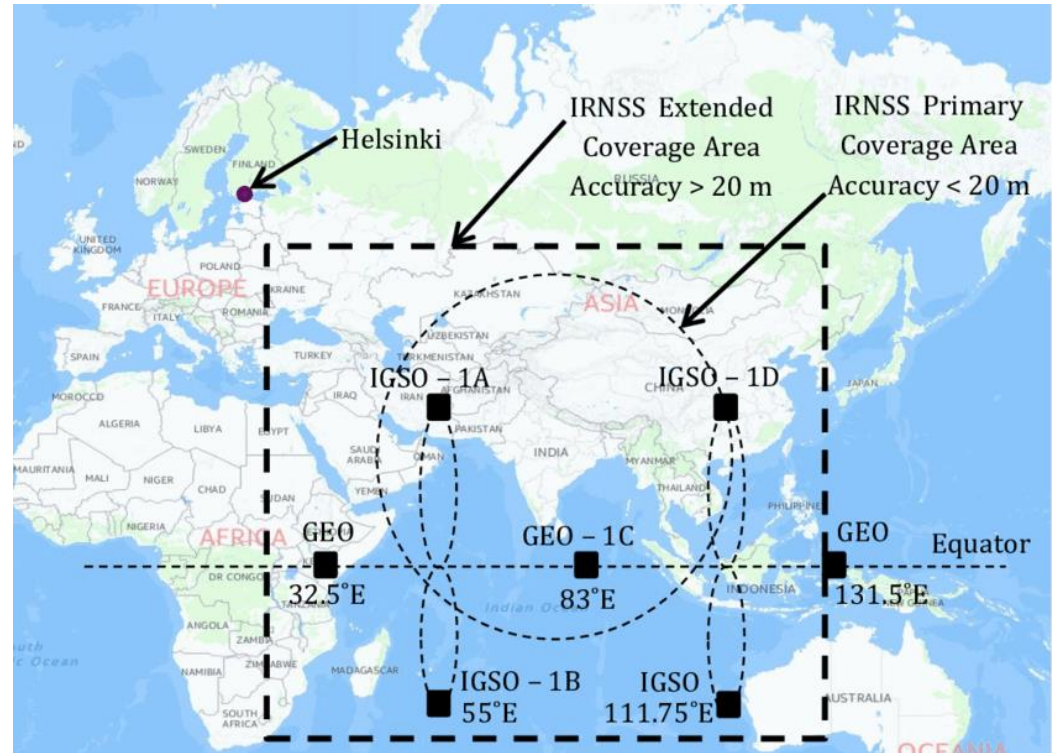 IRNSS Extended
Coverage Area
Accuracy > 20 m
IRNSS Primary
Coverage Area
Accuracy < 20 m
Helsinki
SWEDEN
FINLAND
NORWAY
RUSSIA
UNITED
KINGDOM
POLAND
EUROPE
UKRAINE
FRANCE
ROMANIA
ITALY
SPAIN
KAZAKHSTAN
ASIA
UZBEKISTAN
TURKEY
TURKMENISTAN
IGSO – 1A
IGSO – 1D
CHINA
JAPAN
MOROCCO
IRAQ
IRAN
AFGHANISTAN
ALGERIA
LIBYA
EGYPT
PAKISTAN
SAUDI
ARABIA
OMAN
INDIA
MYANMAR
MAURITANIA
MALI
NIGER
CHAD
SUDAN
YEMEN
THAILAND
PHILIPPINE
NIGERIA
AFRICA
ETHIOPIA
GEO
GEO – 1C
GEO
Equator
DR CONGO
32.5°E
83°E
INDONESIA
131.5°E
TANZANIA
Indian Ocean
ANGOLA
ZAMBIA
NAMIBIA
MADAGASCAR
IGSO – 1B
55°E
IGSO
111.75°E
AUSTRALIA
SOUTH
AFRICA
OCEANIA